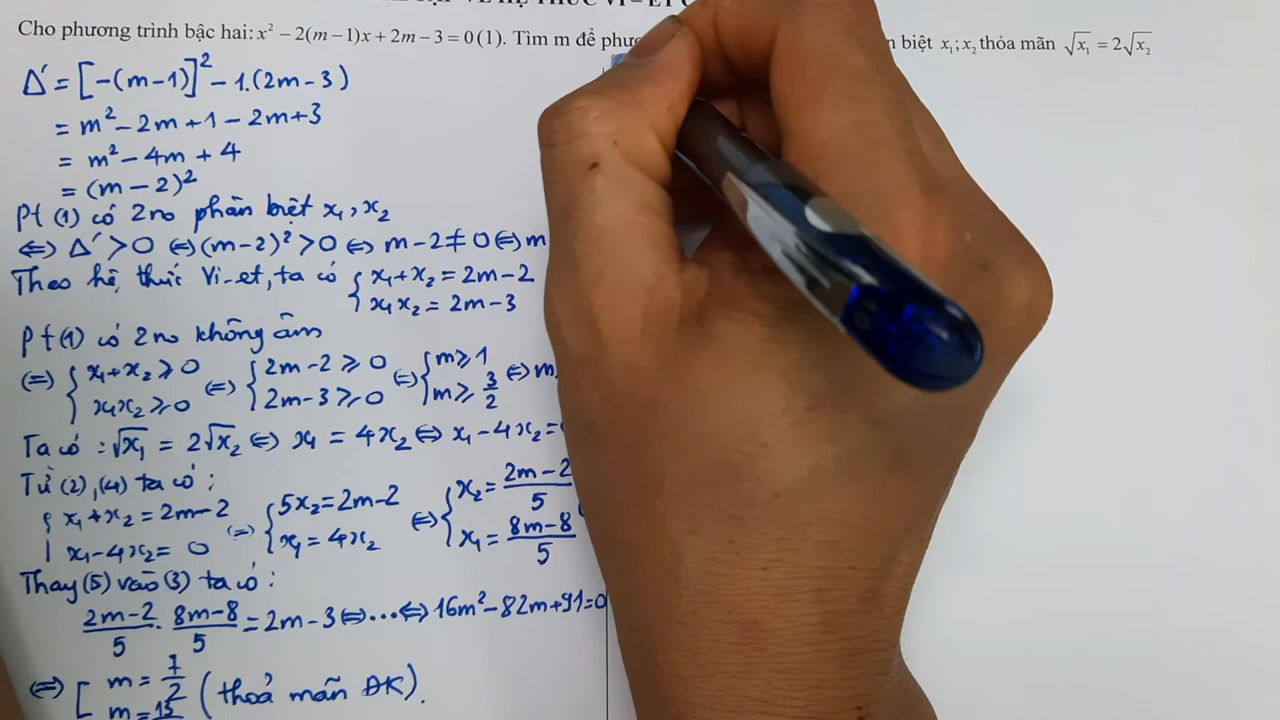 Cho phương trình bậc hai: x² − 2(m−1)x + 2m − 3 = 0 (1). Tìm m để biệt x₁; x₂ thỏa mãn √x₁ = 2√x₂
Δ' = [−(m−1)]² − 1.(2m−3)
= m² − 2m + 1 − 2m + 3
= m² − 4m + 4
= (m − 2)²
Pt (1) có 2 no phân biệt x₁, x₂
⇔ Δ' > 0 ⇔ (m−2)² > 0 ⇔ m − 2 ≠ 0 ⇔ m
Theo hệ thức Vi-et, ta có { x₁ + x₂ = 2m − 2
x₁x₂ = 2m − 3
Pt (1) có 2 no không âm
⇔ { x₁ + x₂ ⩾ 0 ⇔ { 2m − 2 ⩾ 0 ⇔ { m ⩾ 1 ⇔ m
x₁x₂ ⩾ 0 2m − 3 ⩾ 0 m ⩾ 3/2
Ta có : √x₁ = 2√x₂ ⇔ x₁ = 4x₂ ⇔ x₁ − 4x₂ =
Từ (2), (4) ta có :
{ x₁ + x₂ = 2m − 2 ⇔ { 5x₂ = 2m − 2 ⇔ { x₂ = (2m − 2)/5
x₁ − 4x₂ = 0 x₁ = 4x₂ x₁ = (8m − 8)/5
Thay (5) vào (3) ta có :
(2m − 2)/5 . (8m − 8)/5 = 2m − 3 ⇔ ... ⇔ 16m² − 82m + 91 = 0
⇔ [ m = 7/2 (thoả mãn ĐK).
m = 13